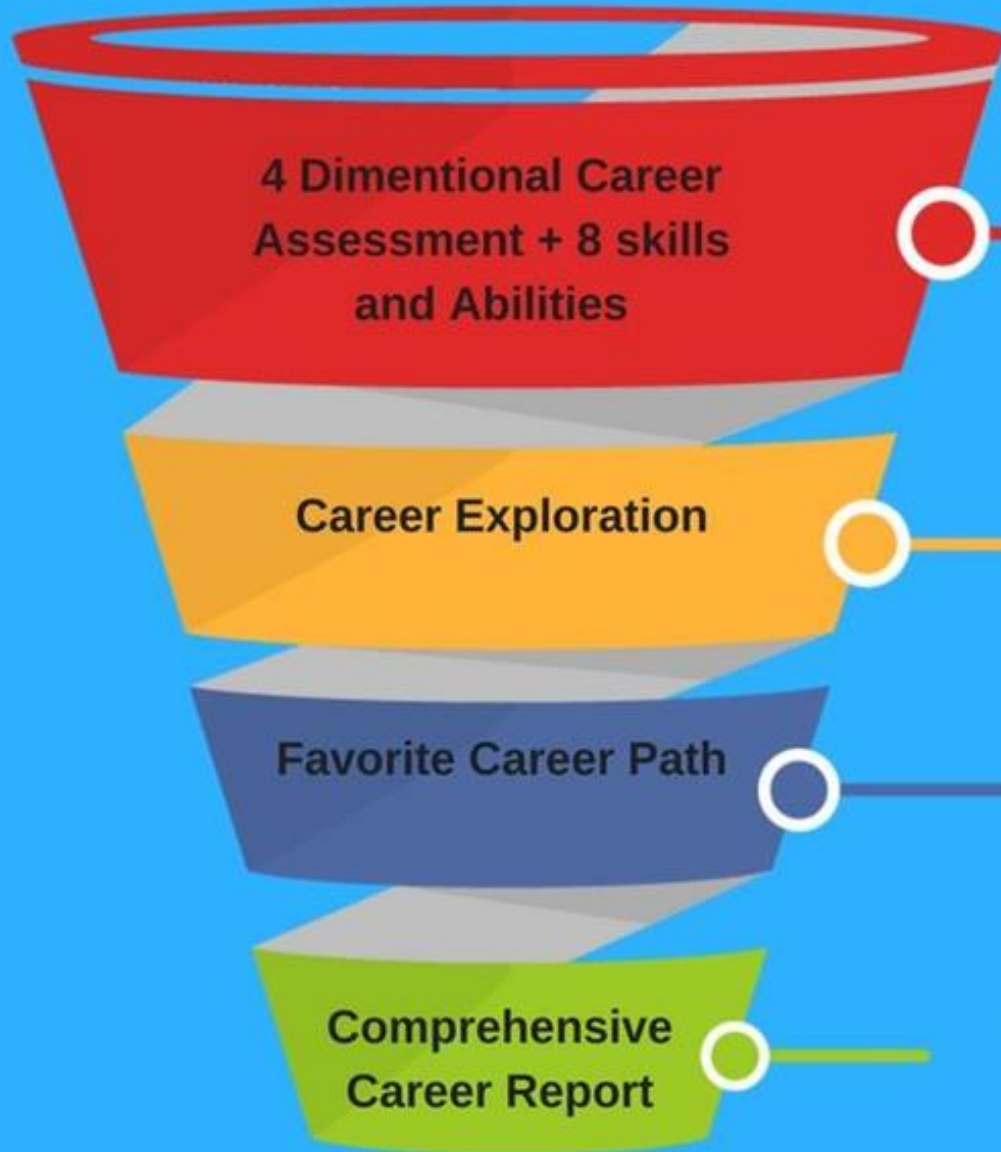 4 Dimentional Career
Assessment + 8 skills
and Abilities
Career Exploration
Favorite Career Path
Comprehensive
Career Report